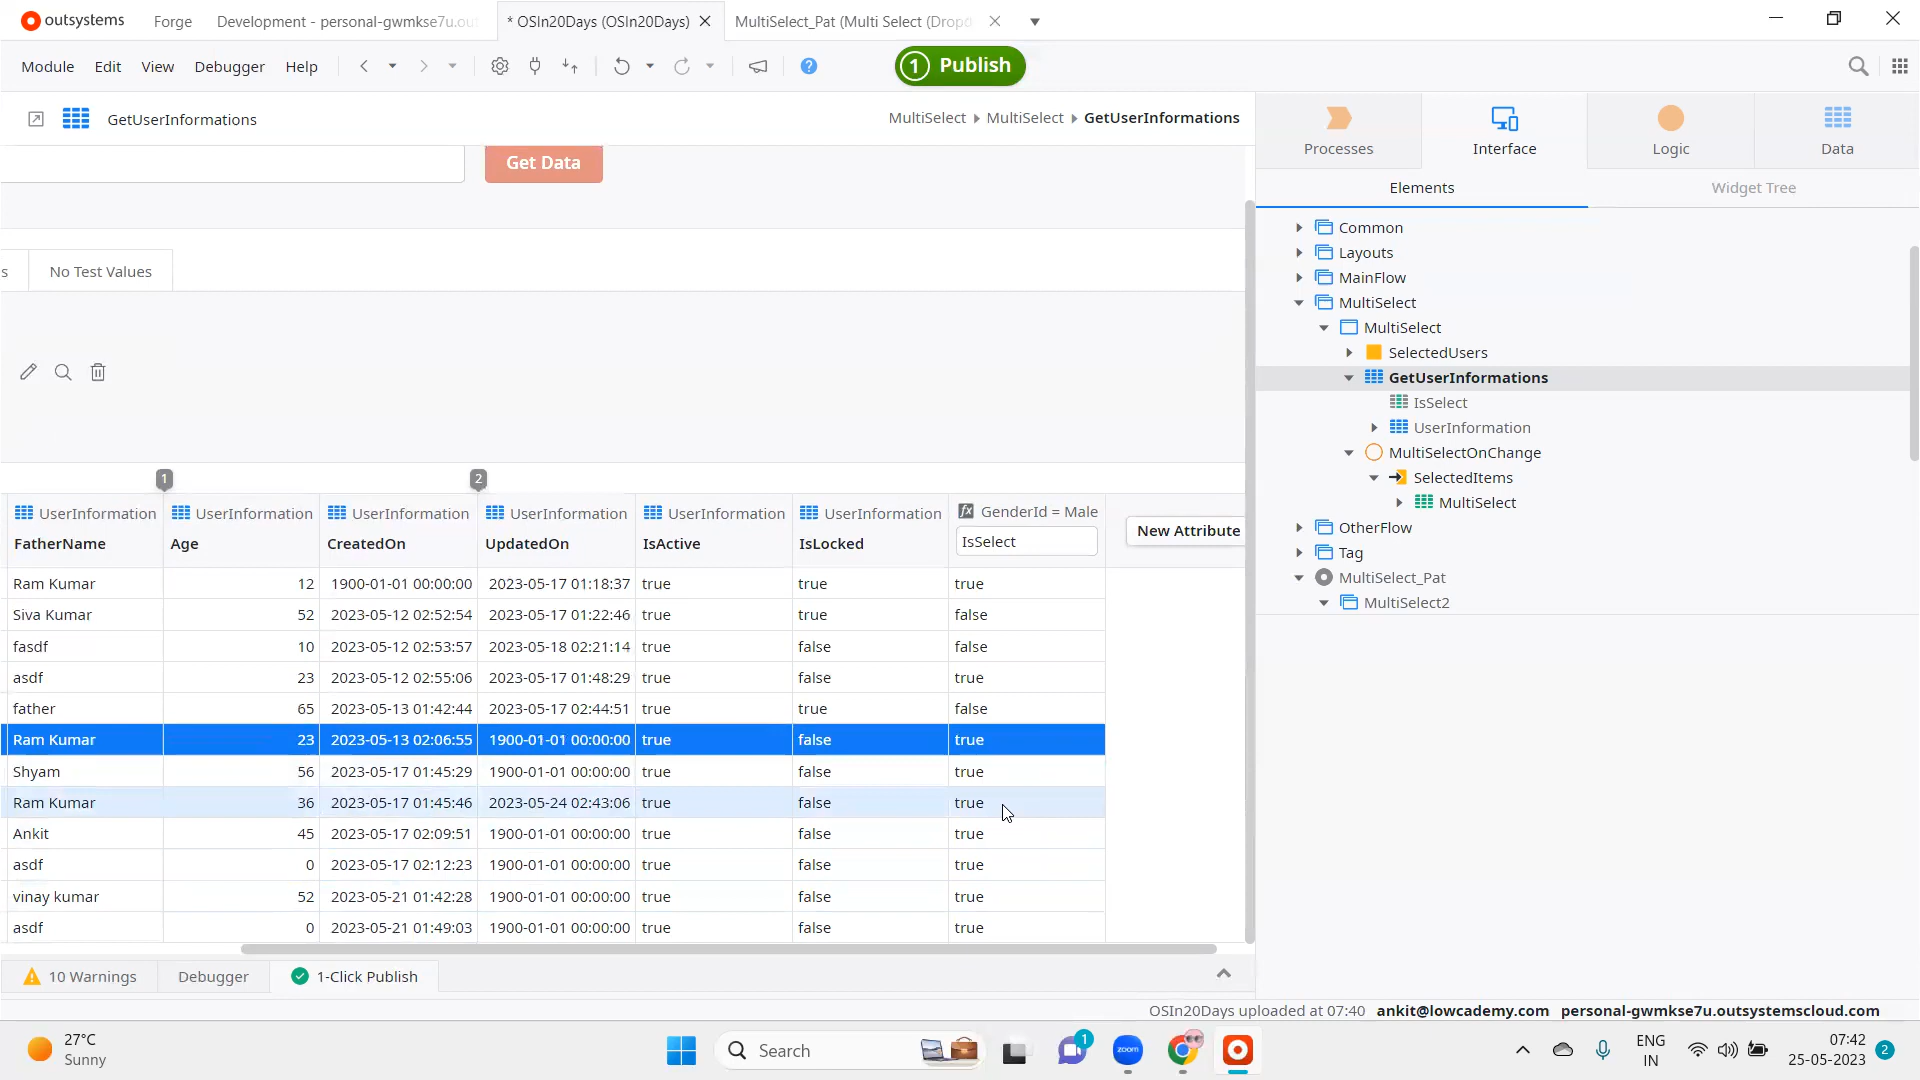 outsystems Forge Development - personal-gwmkse7u.ou * OSIn20Days (OSIn20Days) MultiSelect_Pat (Multi Select (Dropd
Module Edit View Debugger Help 1 Publish
GetUserInformations MultiSelect MultiSelect GetUserInformations
Get Data
Processes Interface Logic Data
Elements Widget Tree
s No Test Values
Common
Layouts
MainFlow
MultiSelect
MultiSelect
SelectedUsers
GetUserInformations
IsSelect
UserInformation
MultiSelectOnChange
SelectedItems
MultiSelect
OtherFlow
Tag
MultiSelect_Pat
MultiSelect2
1 2
UserInformation UserInformation UserInformation UserInformation UserInformation UserInformation GenderId = Male
FatherName Age CreatedOn UpdatedOn IsActive IsLocked IsSelect New Attribute
Ram Kumar 12 1900-01-01 00:00:00 2023-05-17 01:18:37 true true true
Siva Kumar 52 2023-05-12 02:52:54 2023-05-17 01:22:46 true true false
fasdf 10 2023-05-12 02:53:57 2023-05-18 02:21:14 true false false
asdf 23 2023-05-12 02:55:06 2023-05-17 01:48:29 true false true
father 65 2023-05-13 01:42:44 2023-05-17 02:44:51 true true false
Ram Kumar 23 2023-05-13 02:06:55 1900-01-01 00:00:00 true false true
Shyam 56 2023-05-17 01:45:29 1900-01-01 00:00:00 true false true
Ram Kumar 36 2023-05-17 01:45:46 2023-05-24 02:43:06 true false true
Ankit 45 2023-05-17 02:09:51 1900-01-01 00:00:00 true false true
asdf 0 2023-05-17 02:12:23 1900-01-01 00:00:00 true false true
vinay kumar 52 2023-05-21 01:42:28 1900-01-01 00:00:00 true false true
asdf 0 2023-05-21 01:49:03 1900-01-01 00:00:00 true false true
10 Warnings Debugger 1-Click Publish
OSIn20Days uploaded at 07:40 ankit@lowcademy.com personal-gwmkse7u.outsystemscloud.com
27°C
Sunny
Search
1
zoom
ENG
IN
07:42
25-05-2023
2